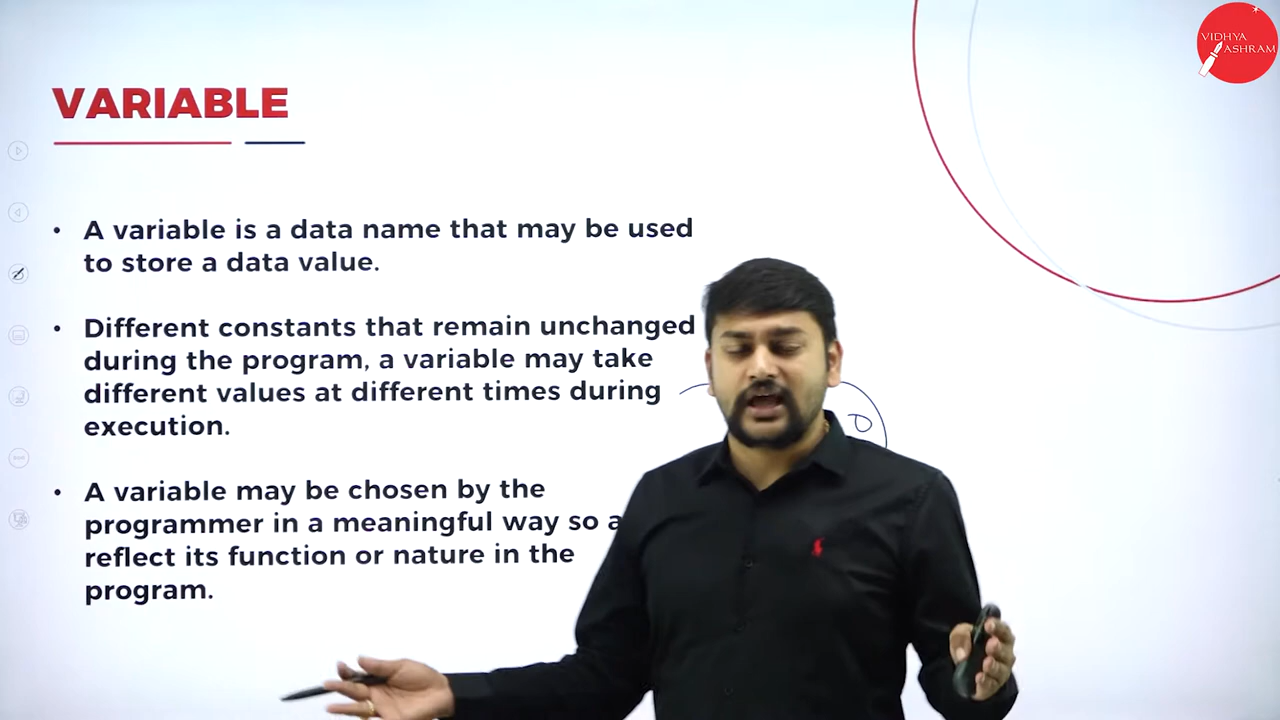 VIDHYA
ASHRAM
VARIABLE
• A variable is a data name that may be used
to store a data value.
• Different constants that remain unchanged
during the program, a variable may take
different values at different times during
execution.
• A variable may be chosen by the
programmer in a meaningful way so
reflect its function or nature in the
program.